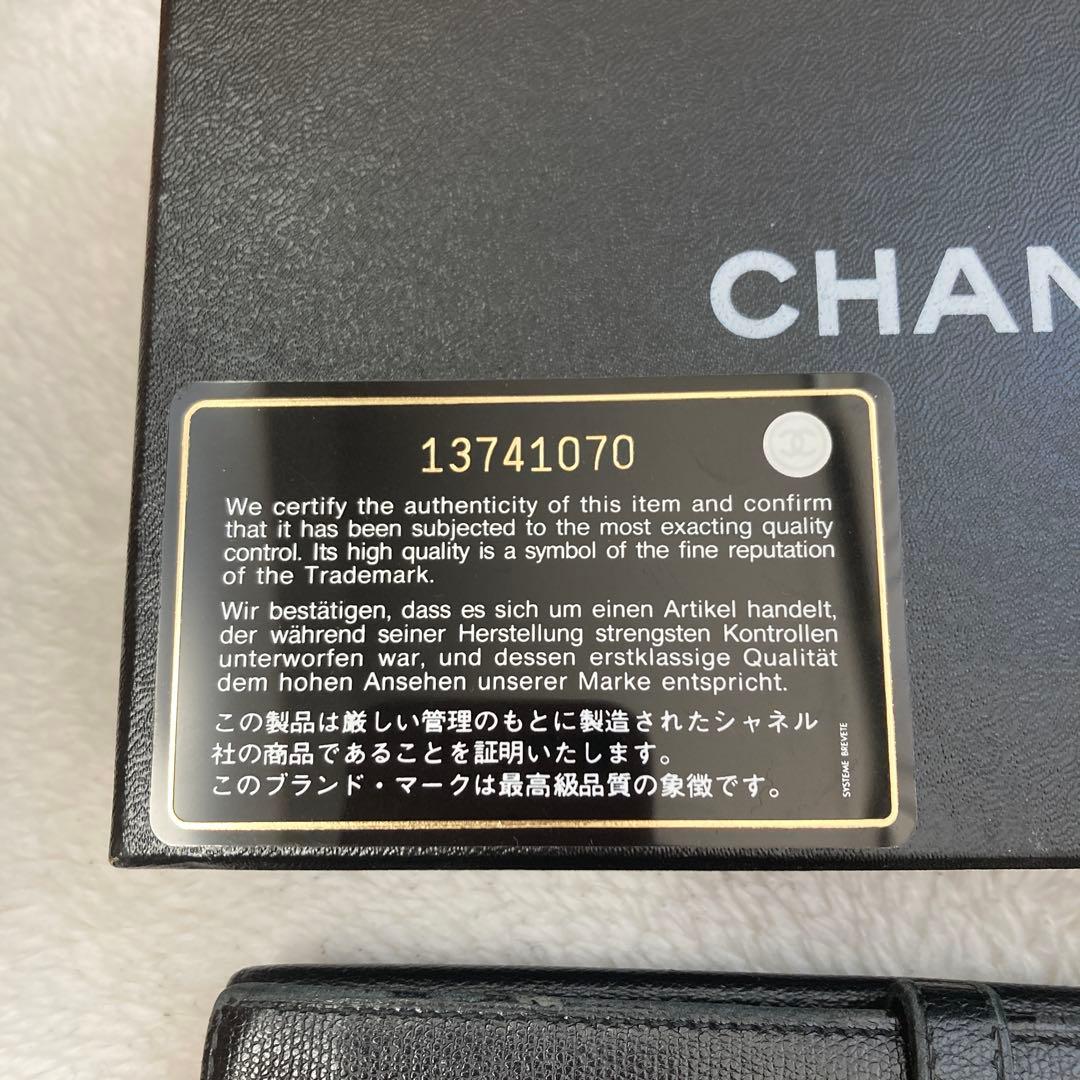 CHAN
13741070
We certify the authenticity of this item and confirm
that it has been subjected to the most exacting quality
control. Its high quality is a symbol of the fine reputation
of the Trademark.
Wir bestätigen, dass es sich um einen Artikel handelt,
der während seiner Herstellung strengsten Kontrollen
unterworfen war, und dessen erstklassige Qualität
dem hohen Ansehen unserer Marke entspricht.
この製品は厳しい管理のもとに製造されたシャネル
社の商品であることを証明いたします。
このブランド・マークは最高級品質の象徴です。
SYSTEME BREVETE